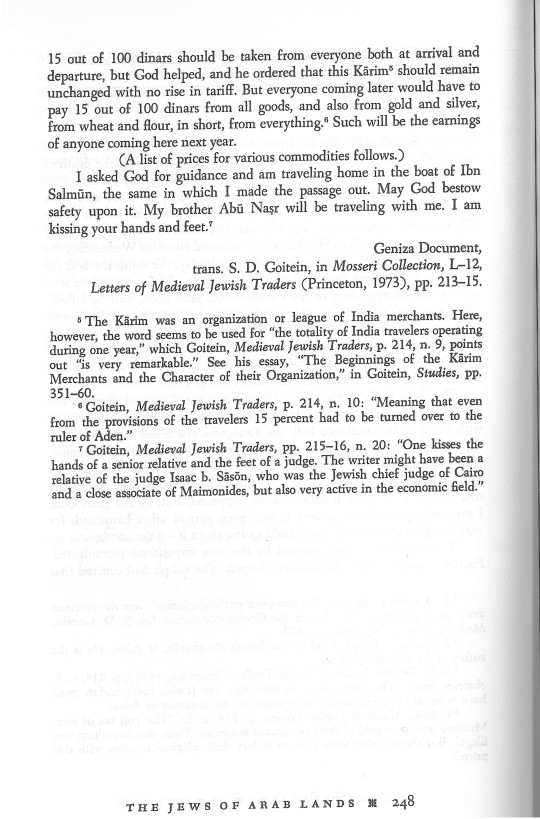 15 out of 100 dinars should be taken from everyone both at arrival and
departure, but God helped, and he ordered that this Kārim⁵ should remain
unchanged with no rise in tariff. But everyone coming later would have to
pay 15 out of 100 dinars from all goods, and also from gold and silver,
from wheat and flour, in short, from everything.⁶ Such will be the earnings
of anyone coming here next year.
(A list of prices for various commodities follows.)
I asked God for guidance and am traveling home in the boat of Ibn
Salmūn, the same in which I made the passage out. May God bestow
safety upon it. My brother Abū Naṣr will be traveling with me. I am
kissing your hands and feet.⁷
Geniza Document,
trans. S. D. Goitein, in Mosseri Collection, L–12,
Letters of Medieval Jewish Traders (Princeton, 1973), pp. 213–15.
⁵ The Kārim was an organization or league of India merchants. Here,
however, the word seems to be used for “the totality of India travelers operating
during one year,” which Goitein, Medieval Jewish Traders, p. 214, n. 9, points
out “is very remarkable.” See his essay, “The Beginnings of the Kārim
Merchants and the Character of their Organization,” in Goitein, Studies, pp.
351–60.
⁶ Goitein, Medieval Jewish Traders, p. 214, n. 10: “Meaning that even
from the provisions of the travelers 15 percent had to be turned over to the
ruler of Aden.”
⁷ Goitein, Medieval Jewish Traders, pp. 215–16, n. 20: “One kisses the
hands of a senior relative and the feet of a judge. The writer might have been a
relative of the judge Isaac b. Sāsōn, who was the Jewish chief judge of Cairo
and a close associate of Maimonides, but also very active in the economic field.”
THE JEWS OF ARAB LANDS 248